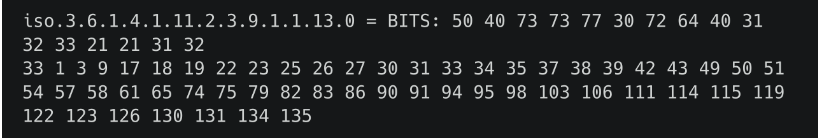 iso.3.6.1.4.1.11.2.3.9.1.1.13.0 = BITS: 50 40 73 73 77 30 72 64 40 31
32 33 21 21 31 32
33 1 3 9 17 18 19 22 23 25 26 27 30 31 33 34 35 37 38 39 42 43 49 50 51
54 57 58 61 65 74 75 79 82 83 86 90 91 94 95 98 103 106 111 114 115 119
122 123 126 130 131 134 135